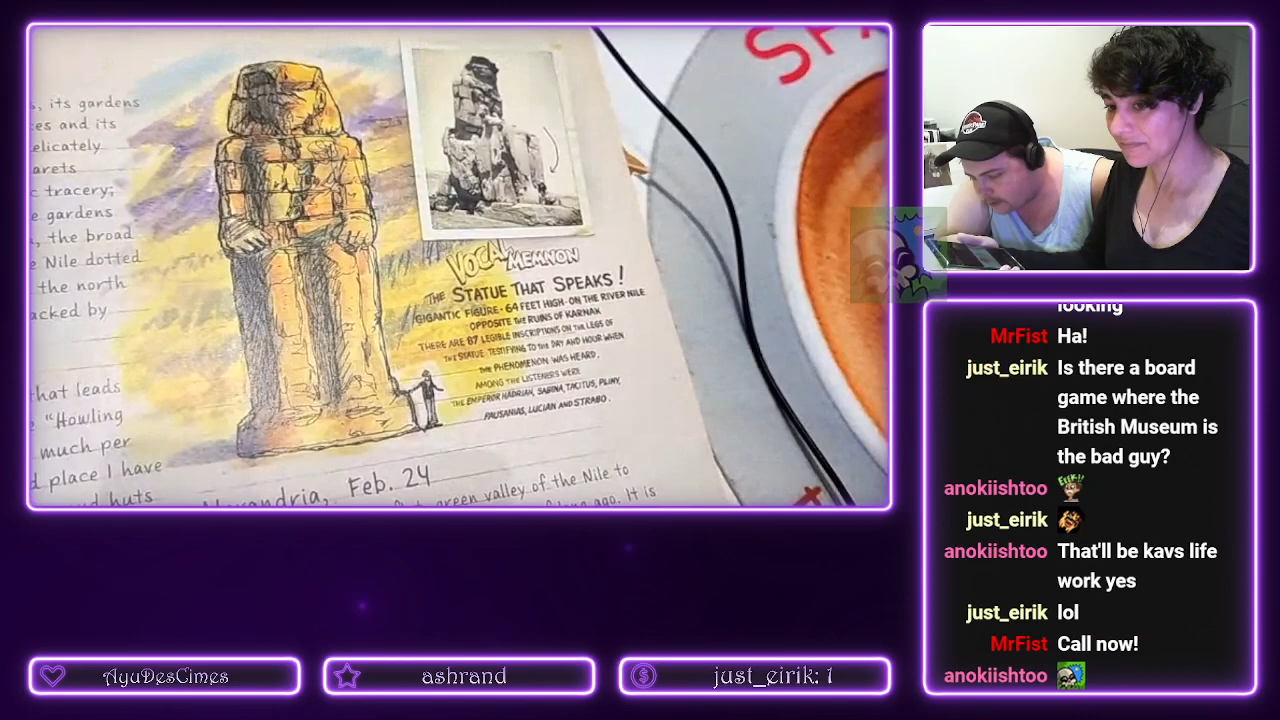 s, its gardens
es and its
elicately
arets
c tracery;
e gardens
, the broad
e Nile dotted
the north
acked by
that leads
"Howling
much per
d place I have
nd huts
VOCAL MEMNON
THE STATUE THAT SPEAKS!
GIGANTIC FIGURE - 64 FEET HIGH - ON THE RIVER NILE
OPPOSITE THE RUINS OF KARNAK
THERE ARE 87 LEGIBLE INSCRIPTIONS ON THE LEGS OF
THE STATUE TESTIFYING TO THE DAY AND HOUR WHEN
THE PHENOMENON WAS HEARD.
AMONG THE LISTENERS WERE
THE EMPEROR HADRIAN, SABINA, TACITUS, PLINY,
PAUSANIAS, LUCIAN AND STRABO.
Alexandria, Feb. 24
green valley of the Nile to
long ago. It is
SPA
looking
MrFist Ha!
just_eirik Is there a board
game where the
British Museum is
the bad guy?
anokiishtoo EEIK!!
just_eirik
anokiishtoo That'll be kavs life
work yes
just_eirik lol
MrFist Call now!
anokiishtoo
AyuDesCimes
ashrand
just_eirik: 1